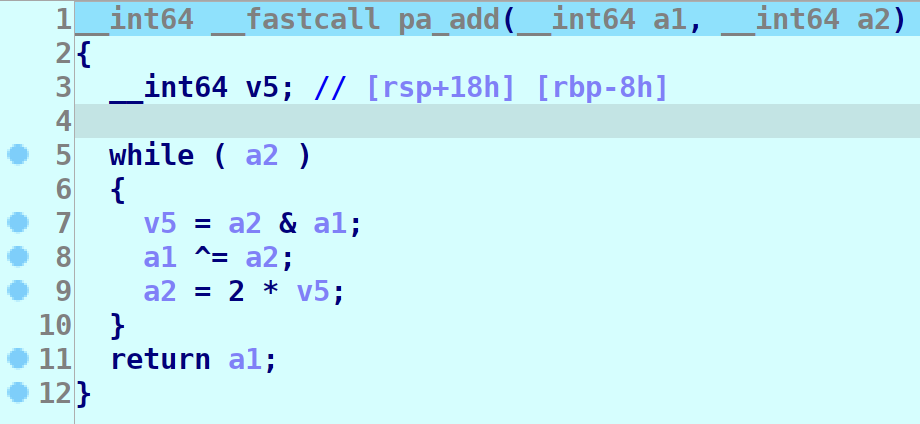 1 __int64 __fastcall pa_add(__int64 a1, __int64 a2)
2 {
3 __int64 v5; // [rsp+18h] [rbp-8h]
4
5 while ( a2 )
6 {
7 v5 = a2 & a1;
8 a1 ^= a2;
9 a2 = 2 * v5;
10 }
11 return a1;
12 }